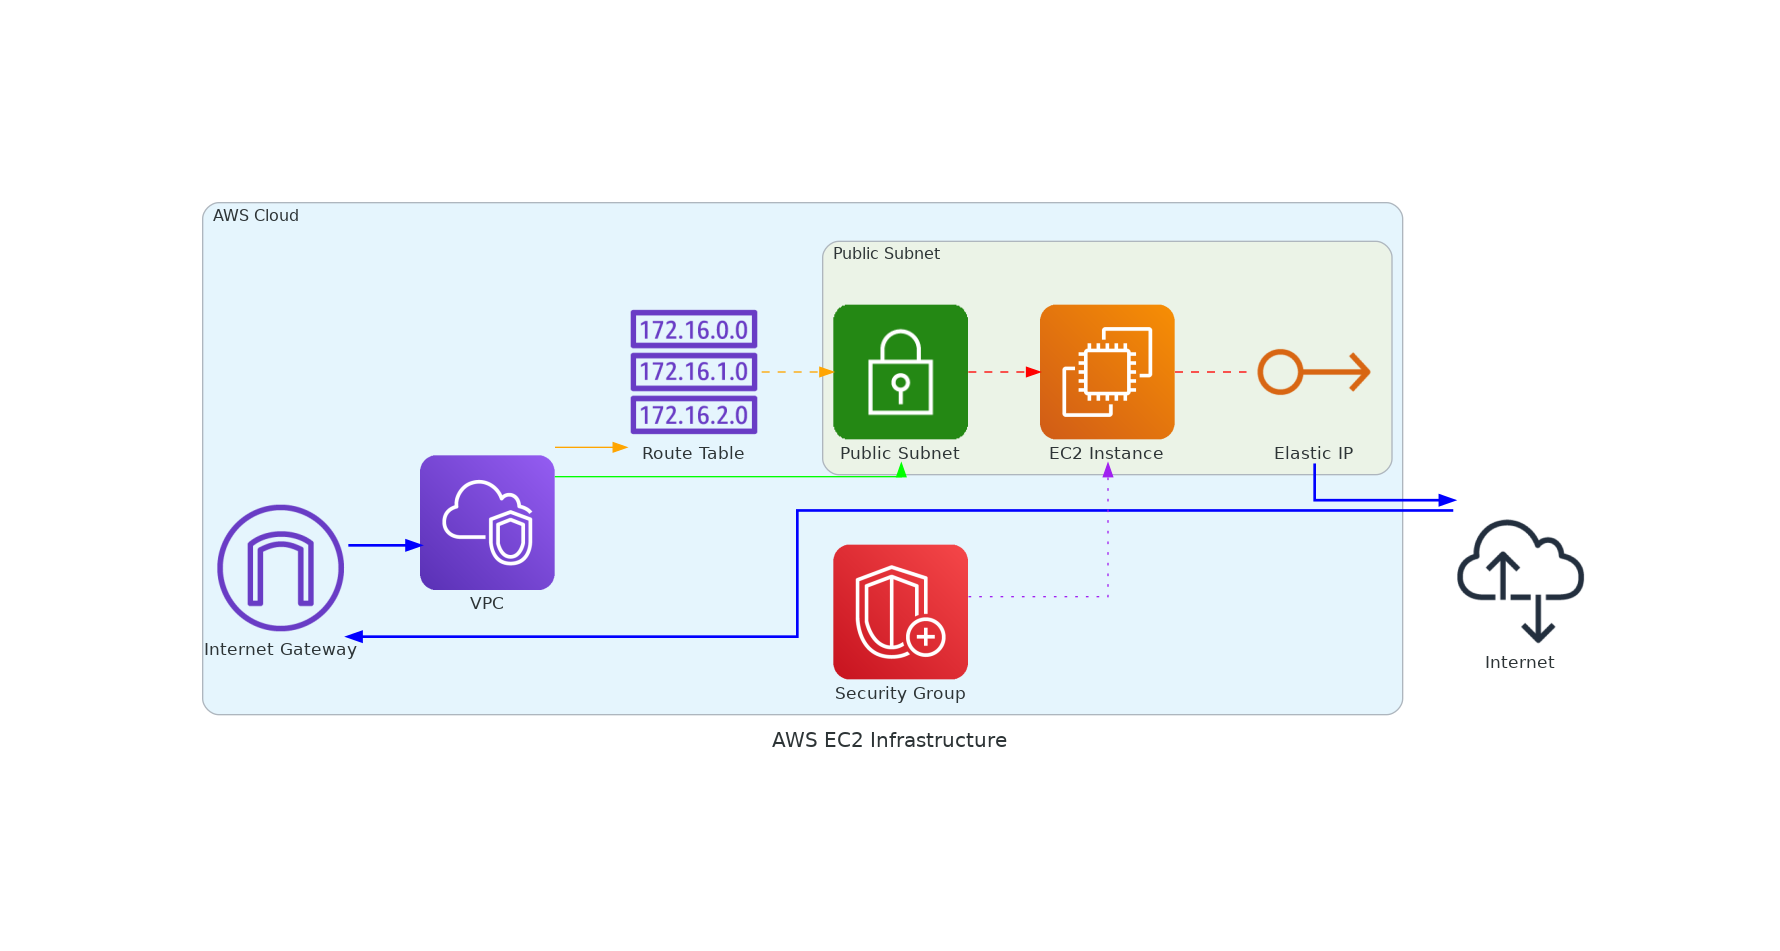 AWS Cloud
Public Subnet
172.16.0.0
172.16.1.0
172.16.2.0
Route Table
Public Subnet
EC2 Instance
Elastic IP
VPC
Internet Gateway
Security Group
Internet
AWS EC2 Infrastructure